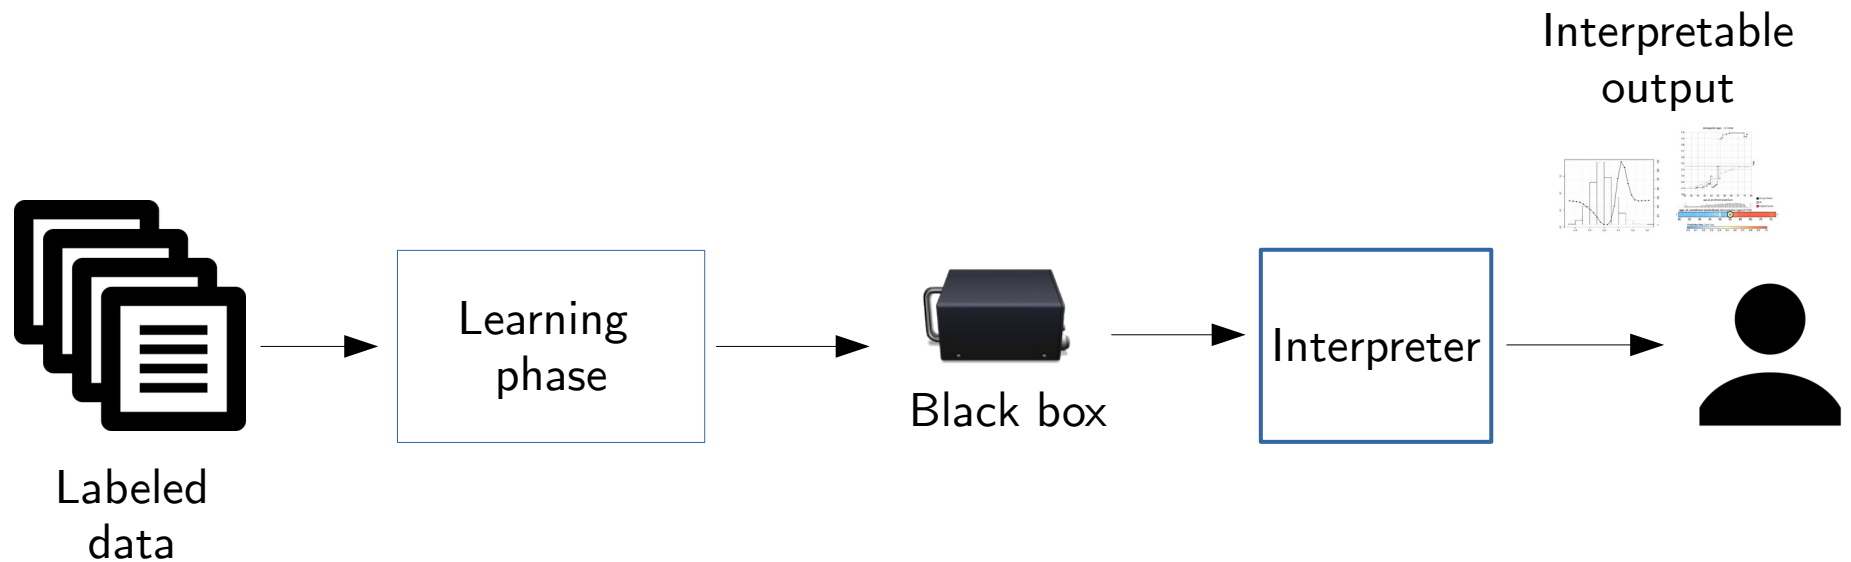 Interpretable
output
Learning
phase
Interpreter
Black box
Labeled
data